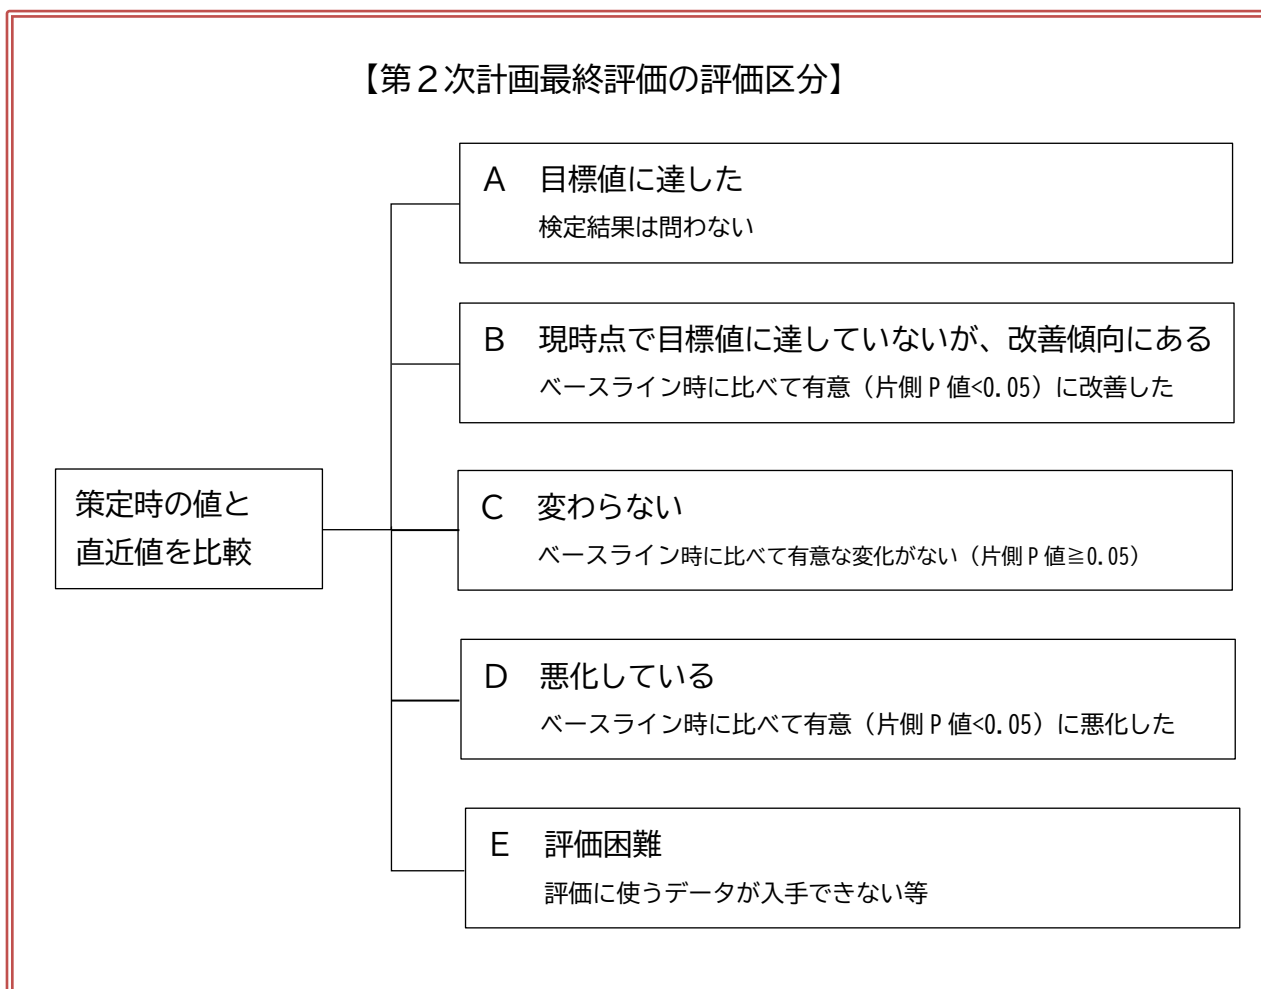 【第２次計画最終評価の評価区分】
A　目標値に達した
検定結果は問わない
B　現時点で目標値に達していないが、改善傾向にある
ベースライン時に比べて有意（片側 P 値<0.05）に改善した
策定時の値と
直近値を比較
C　変わらない
ベースライン時に比べて有意な変化がない（片側 P 値≧0.05）
D　悪化している
ベースライン時に比べて有意（片側 P 値<0.05）に悪化した
E　評価困難
評価に使うデータが入手できない等